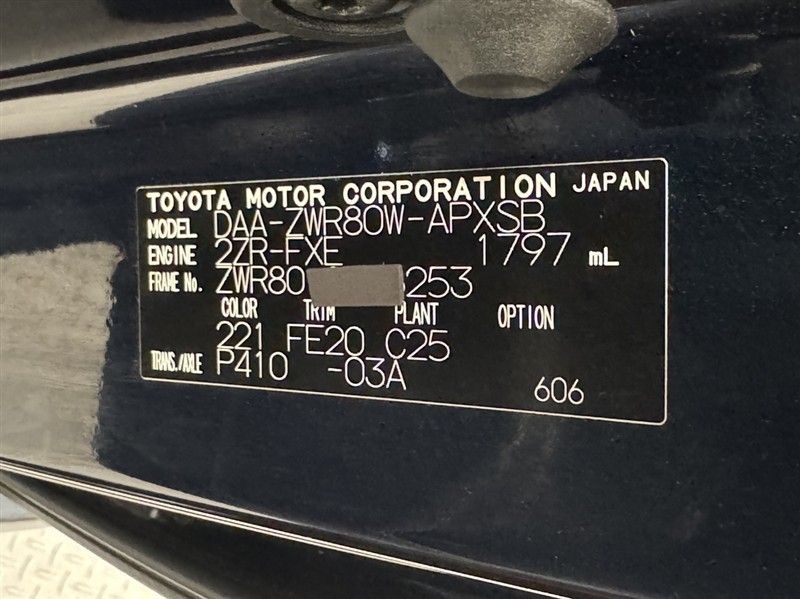 TOYOTA MOTOR CORPORATION JAPAN
MODEL DAA-ZWR80W-APXSB
ENGINE 2ZR-FXE 1797 mL
FRAME No. ZWR80 253
COLOR TRIM PLANT OPTION
221 FE20 C25
TRANS./AXLE P410 -03A
606